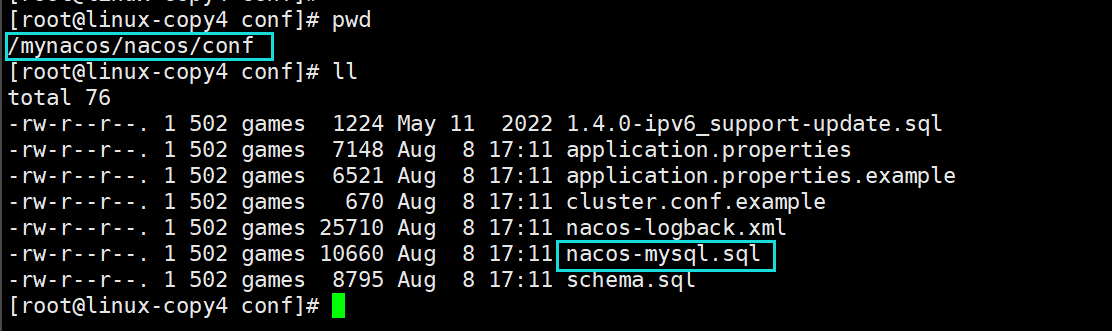 [root@linux-copy4 conf]# pwd
/mynacos/nacos/conf
[root@linux-copy4 conf]# ll
total 76
-rw-r--r--. 1 502 games  1224 May 11  2022 1.4.0-ipv6_support-update.sql
-rw-r--r--. 1 502 games  7148 Aug  8 17:11 application.properties
-rw-r--r--. 1 502 games  6521 Aug  8 17:11 application.properties.example
-rw-r--r--. 1 502 games   670 Aug  8 17:11 cluster.conf.example
-rw-r--r--. 1 502 games 25710 Aug  8 17:11 nacos-logback.xml
-rw-r--r--. 1 502 games 10660 Aug  8 17:11 nacos-mysql.sql
-rw-r--r--. 1 502 games  8795 Aug  8 17:11 schema.sql
[root@linux-copy4 conf]#